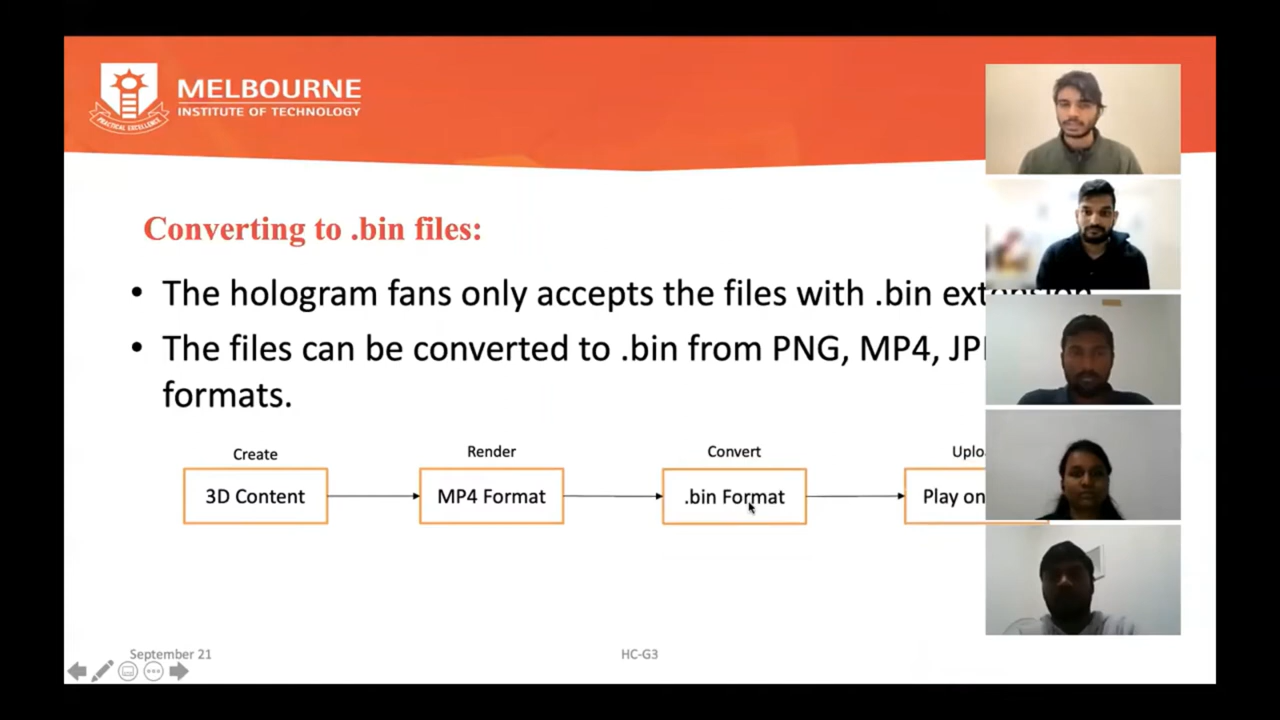 MELBOURNE
INSTITUTE OF TECHNOLOGY
PRACTICAL EXCELLENCE
Converting to .bin files:
• The hologram fans only accepts the files with .bin extension
• The files can be converted to .bin from PNG, MP4,
formats.
Create
Render
Convert
3D Content
MP4 Format
.bin Format
Play on
September 21
HC-G3